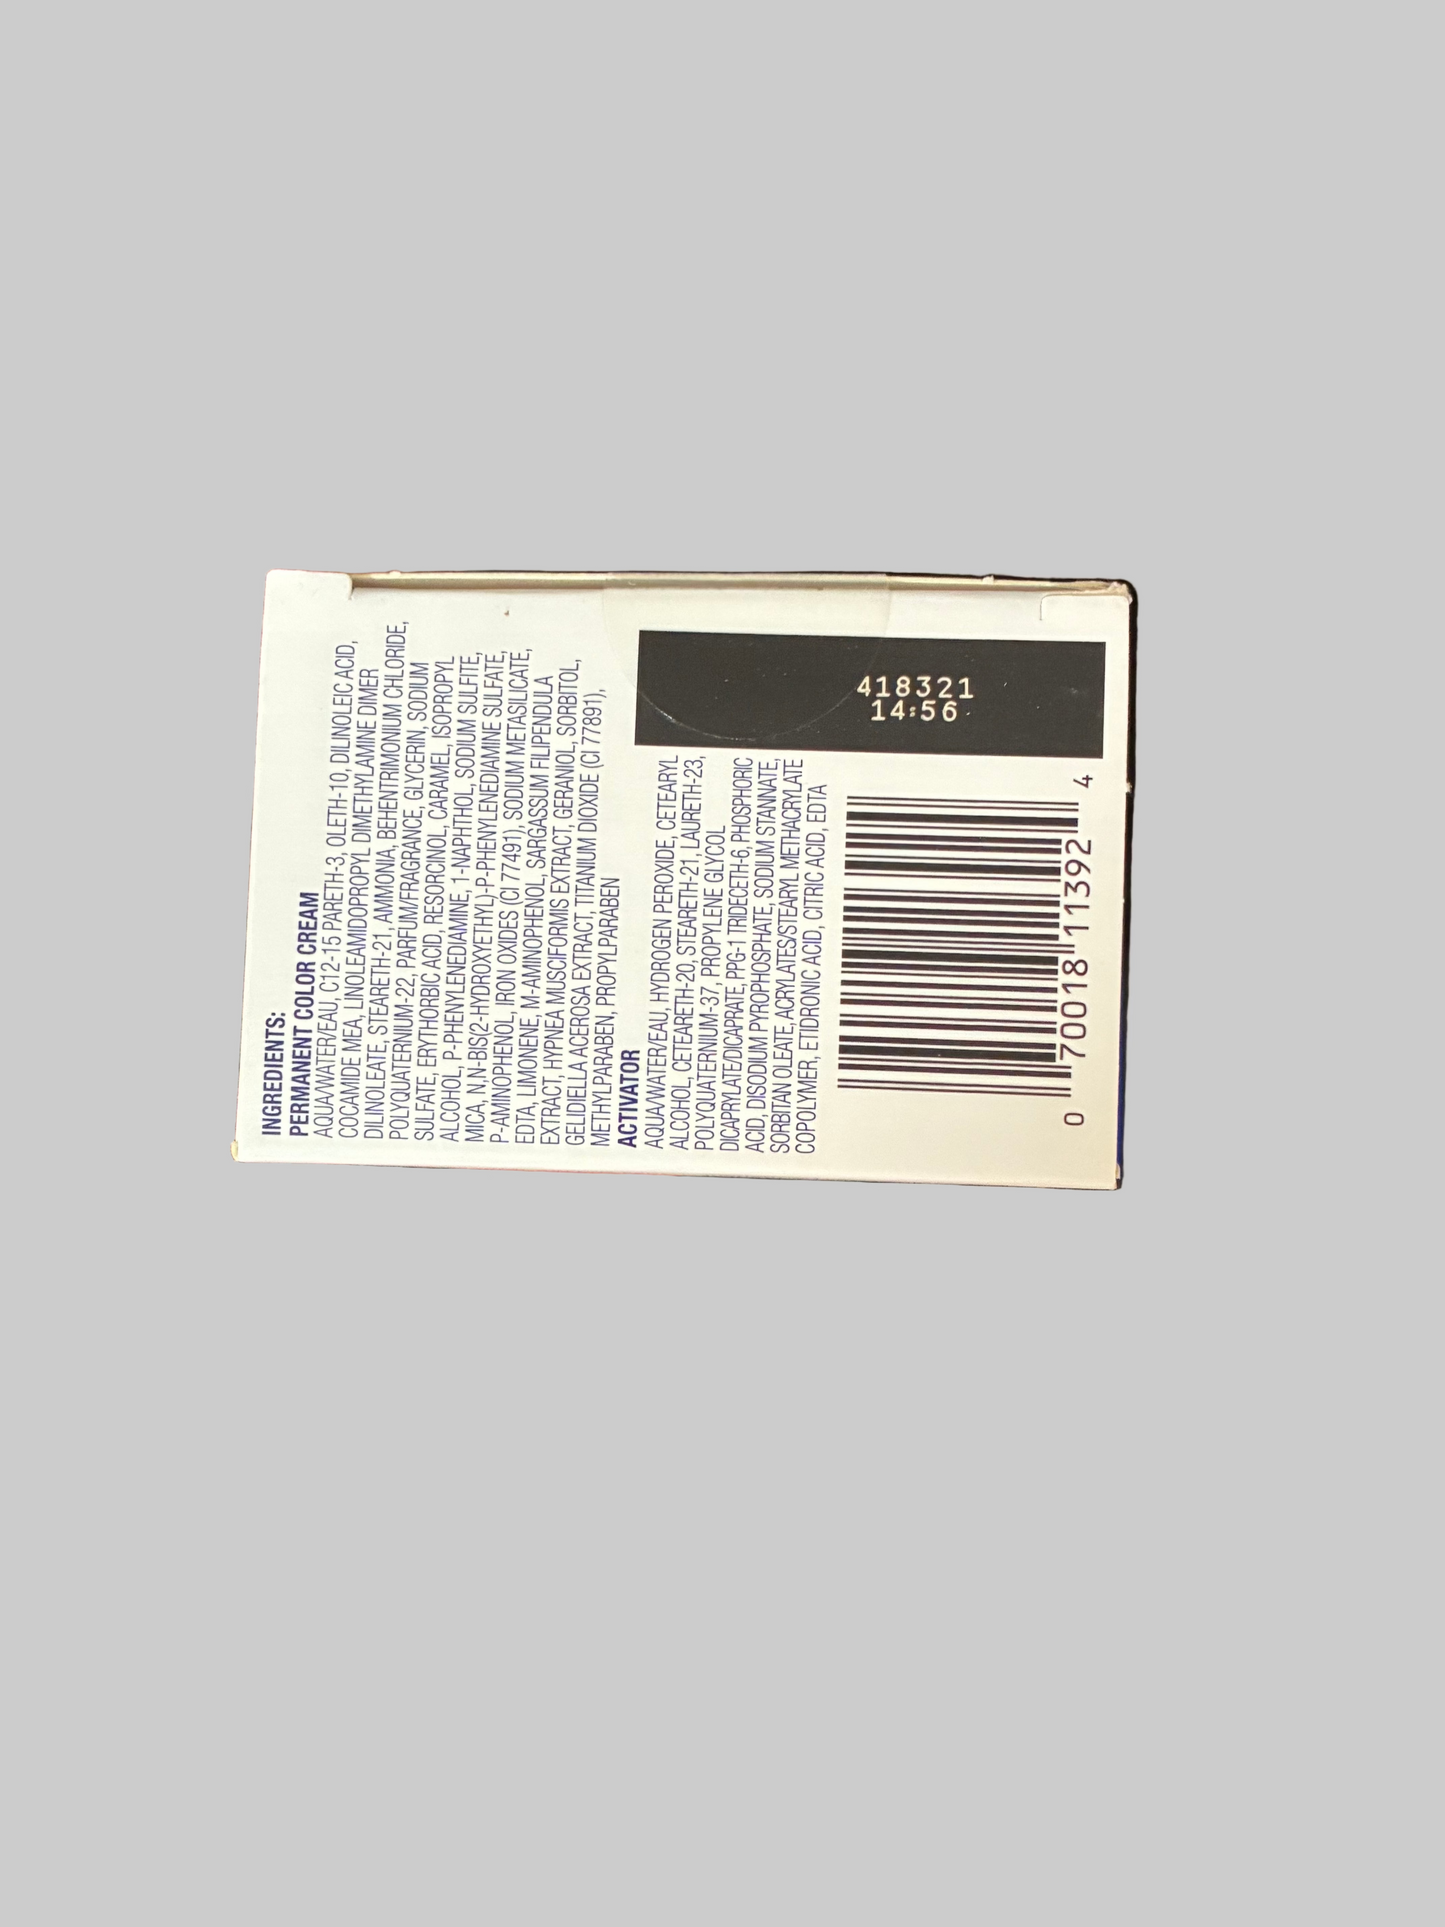 INGREDIENTS:
PERMANENT COLOR CREAM
AQUA/WATER/EAU, C12-15 PARETH-3, OLETH-10, DILINOLEIC ACID,
COCAMIDE MEA, LINOLEAMIDOPROPYL DIMETHYLAMINE DIMER
DILINOLEATE, STEARETH-21, AMMONIA, BEHENTRIMONIUM CHLORIDE,
POLYQUATERNIUM-22, PARFUM/FRAGRANCE, GLYCERIN, SODIUM
SULFATE, ERYTHORBIC ACID, RESORCINOL, CARAMEL, ISOPROPYL
ALCOHOL, P-PHENYLENEDIAMINE, 1-NAPHTHOL, SODIUM SULFITE,
MICA, N,N-BIS(2-HYDROXYETHYL)-P-PHENYLENEDIAMINE SULFATE,
P-AMINOPHENOL, IRON OXIDES (CI 77491), SODIUM METASILICATE,
EDTA, LIMONENE, M-AMINOPHENOL, SARGASSUM FILIPENDULA
EXTRACT, HYPNEA MUSCIFORMIS EXTRACT, GERANIOL, SORBITOL,
GELIDIELLA ACEROSA EXTRACT, TITANIUM DIOXIDE (CI 77891),
METHYLPARABEN, PROPYLPARABEN
ACTIVATOR
AQUA/WATER/EAU, HYDROGEN PEROXIDE, CETEARYL
ALCOHOL, CETEARETH-20, STEARETH-21, LAURETH-23,
POLYQUATERNIUM-37, PROPYLENE GLYCOL
DICAPRYLATE/DICAPRATE, PPG-1 TRIDECETH-6, PHOSPHORIC
ACID, DISODIUM PYROPHOSPHATE, SODIUM STANNATE,
SORBITAN OLEATE, ACRYLATES/STEARYL METHACRYLATE
COPOLYMER, ETIDRONIC ACID, CITRIC ACID, EDTA
418321
14:56
0 70018 11392 4